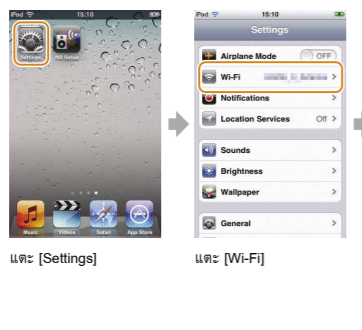 iPod 15:10
Settings
NS Setup
Music
Videos
Safari
App Store
แตะ [Settings]
iPod 15:10
Settings
Airplane Mode OFF
Wi-Fi
Notifications
Location Services Off
Sounds
Brightness
Wallpaper
General
แตะ [Wi-Fi]